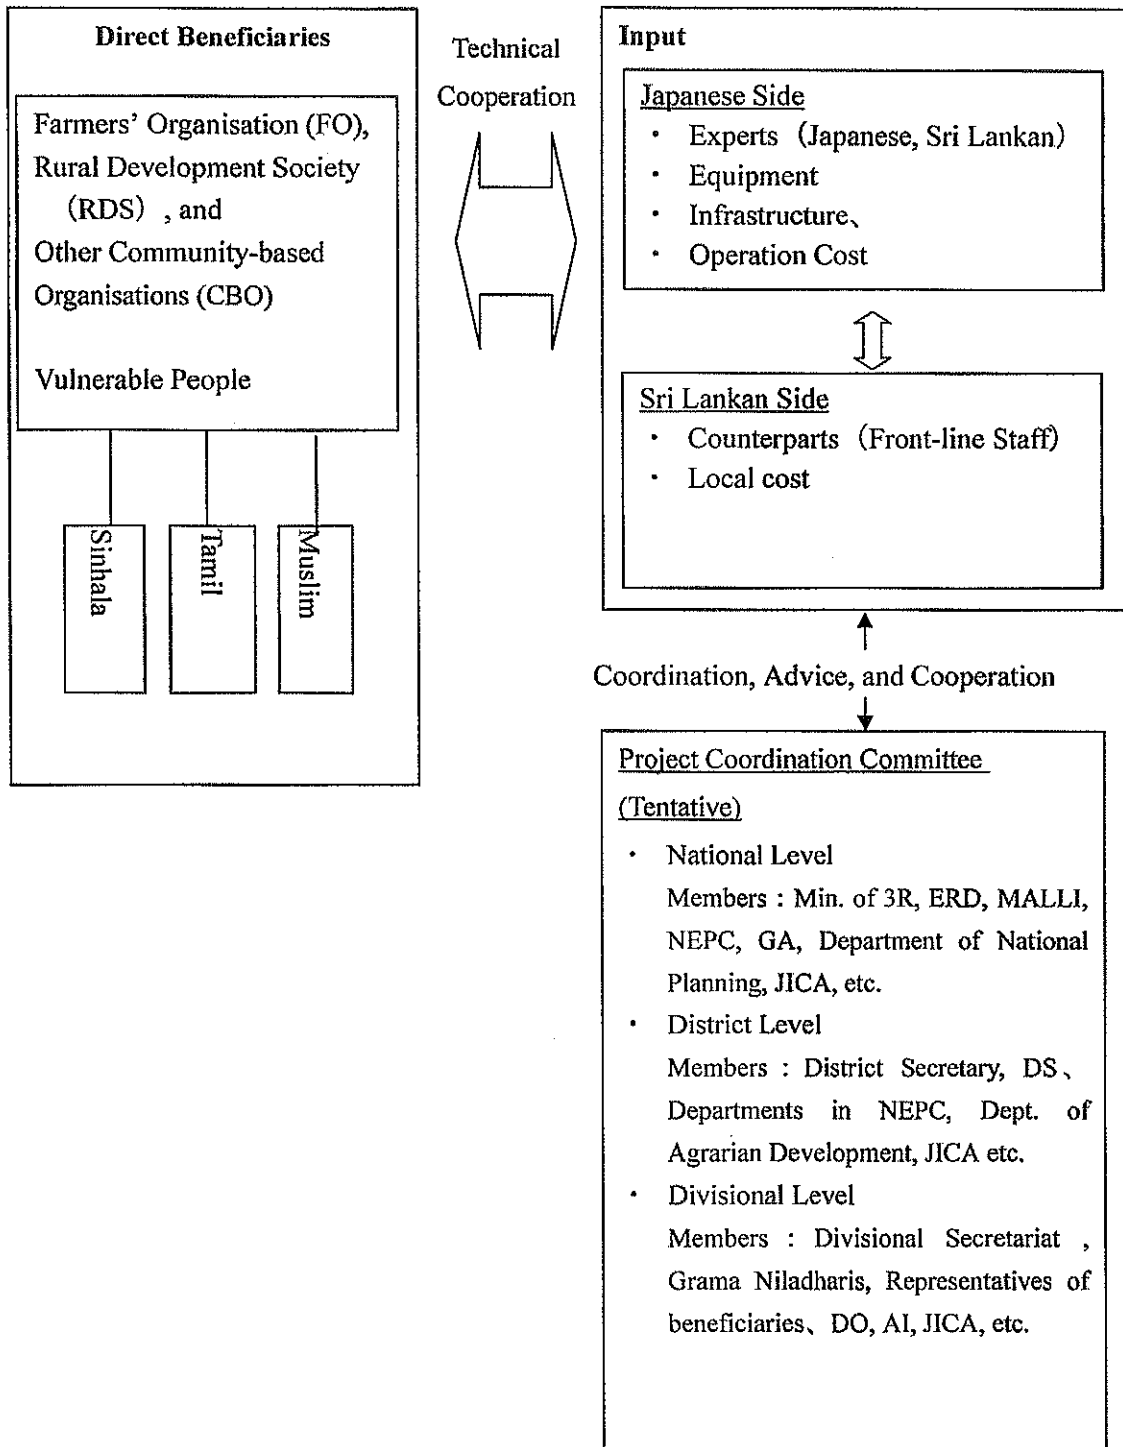 Direct Beneficiaries
Farmers’ Organisation (FO),
Rural Development Society
（RDS）, and
Other Community-based
Organisations (CBO)
Vulnerable People
Sinhala
Tamil
Muslim
Technical
Cooperation
Input
Japanese Side
・ Experts（Japanese, Sri Lankan）
・ Equipment
・ Infrastructure、
・ Operation Cost
Sri Lankan Side
・ Counterparts（Front-line Staff）
・ Local cost
Coordination, Advice, and Cooperation
Project Coordination Committee
(Tentative)
・ National Level
Members : Min. of 3R, ERD, MALLI,
NEPC, GA, Department of National
Planning, JICA, etc.
・ District Level
Members : District Secretary, DS、
Departments in NEPC, Dept. of
Agrarian Development, JICA etc.
・ Divisional Level
Members : Divisional Secretariat ,
Grama Niladharis, Representatives of
beneficiaries、DO, AI, JICA, etc.